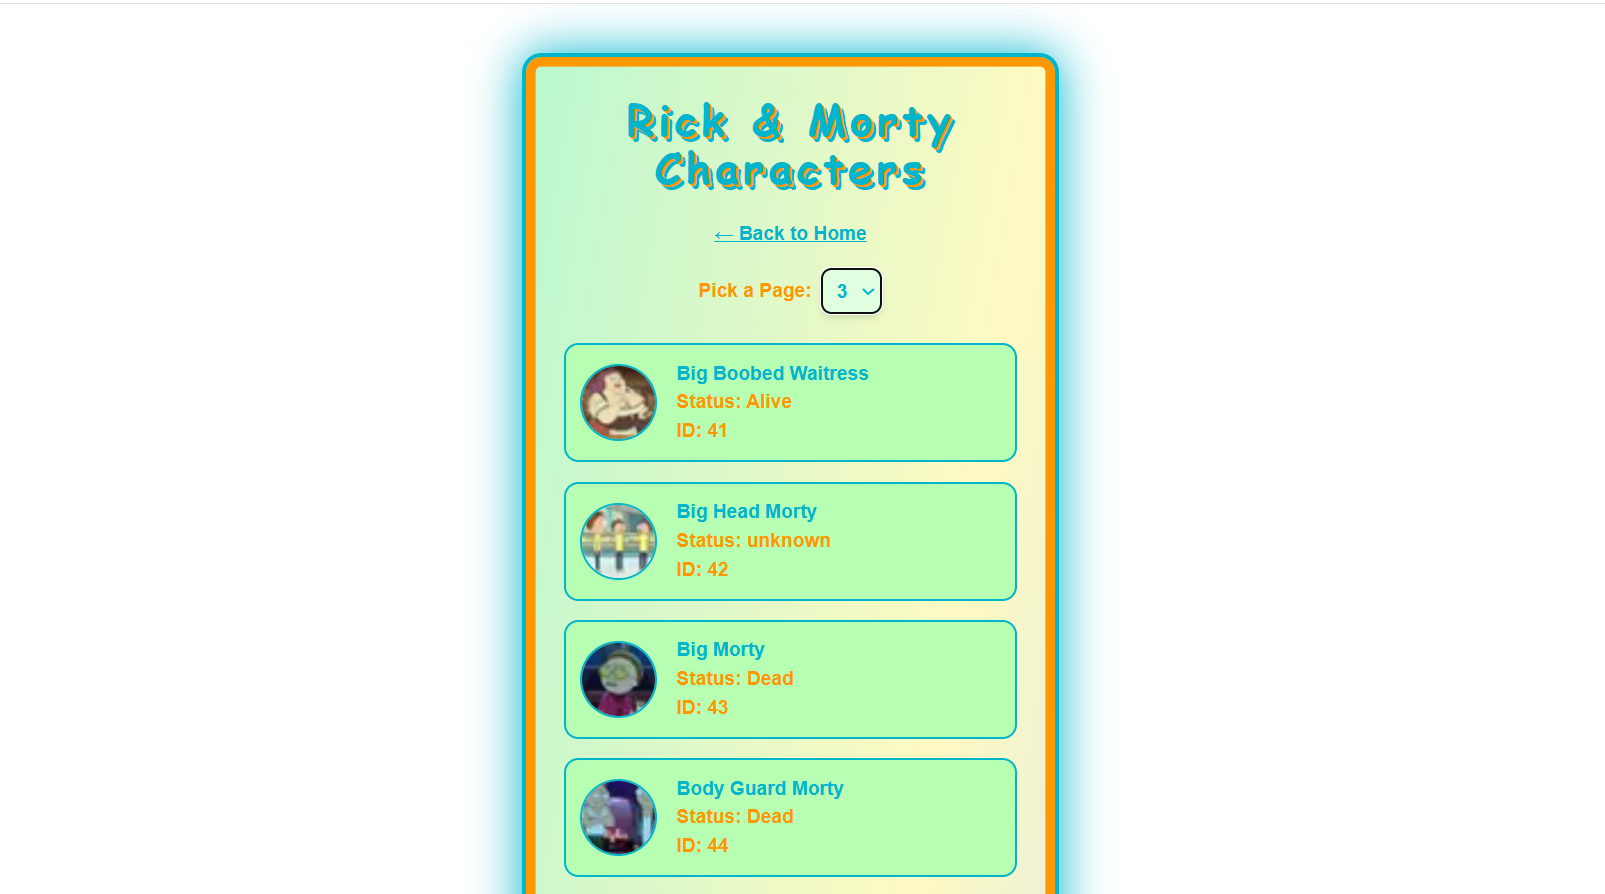 Rick & Morty
Characters
← Back to Home
Pick a Page: 3
Big Boobed Waitress
Status: Alive
ID: 41
Big Head Morty
Status: unknown
ID: 42
Big Morty
Status: Dead
ID: 43
Body Guard Morty
Status: Dead
ID: 44